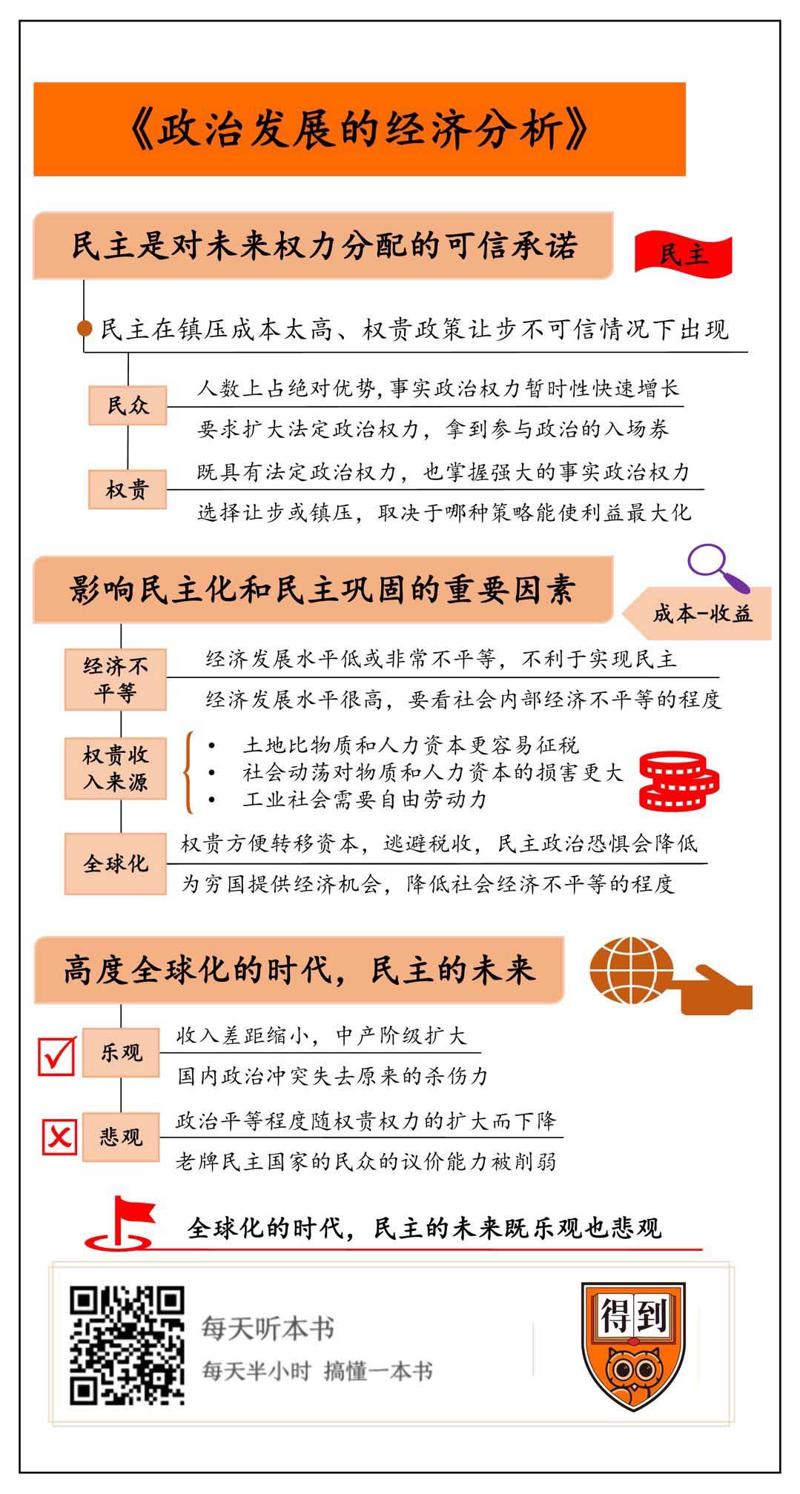 《政治发展的经济分析》
民主是对未来权力分配的可信承诺
民主
民主在镇压成本太高、权贵政策让步不可信情况下出现
民众
人数上占绝对优势,事实政治权力暂时性快速增长
要求扩大法定政治权力，拿到参与政治的入场券
权贵
既具有法定政治权力，也掌握强大的事实政治权力
选择让步或镇压，取决于哪种策略能使利益最大化
影响民主化和民主巩固的重要因素
成本-收益
经济不
平等
经济发展水平低或非常不平等，不利于实现民主
经济发展水平很高，要看社会内部经济不平等的程度
权贵收
入来源
• 土地比物质和人力资本更容易征税
• 社会动荡对物质和人力资本的损害更大
• 工业社会需要自由劳动力
全球化
权贵方便转移资本，逃避税收，民主政治恐惧会降低
为穷国提供经济机会，降低社会经济不平等的程度
高度全球化的时代，民主的未来
乐观
收入差距缩小，中产阶级扩大
国内政治冲突失去原来的杀伤力
悲观
政治平等程度随权贵权力的扩大而下降
老牌民主国家的民众的议价能力被削弱
全球化的时代，民主的未来既乐观也悲观
每天听本书
每天半小时 搞懂一本书
得到